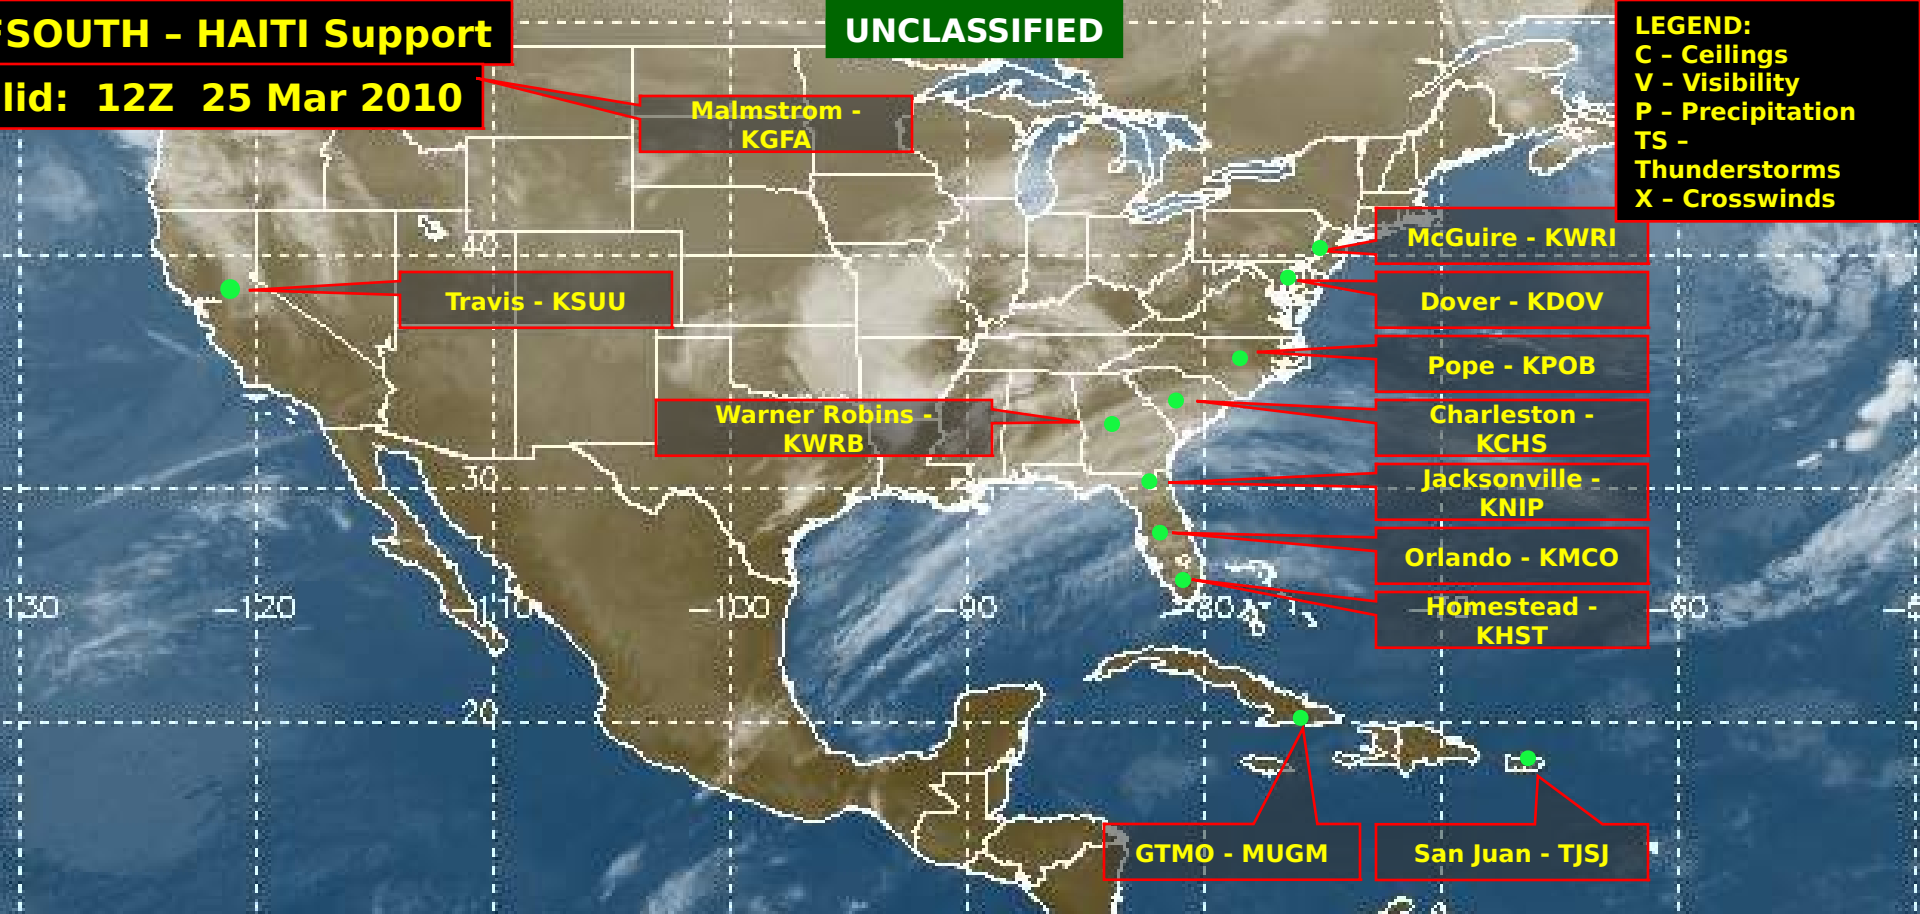 FSOUTH – HAITI Support
lid: 12Z 25 Mar 2010
UNCLASSIFIED
LEGEND:
C – Ceilings
V – Visibility
P – Precipitation
TS –
Thunderstorms
X – Crosswinds
Malmstrom -
KGFA
McGuire - KWRI
40
Travis - KSUU
Dover - KDOV
Pope - KPOB
Warner Robins -
KWRB
Charleston -
KCHS
30
Jacksonville -
KNIP
Orlando - KMCO
130
−120
−110
−100
−90
−80
Homestead -
KHST
−60
20
GTMO - MUGM
San Juan - TJSJ